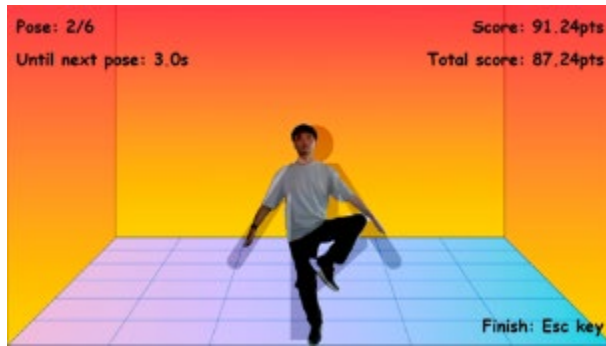 Pose: 2/6
Score: 91.24pts
Until next pose: 3.0s
Total score: 87.24pts
Finish: Esc key